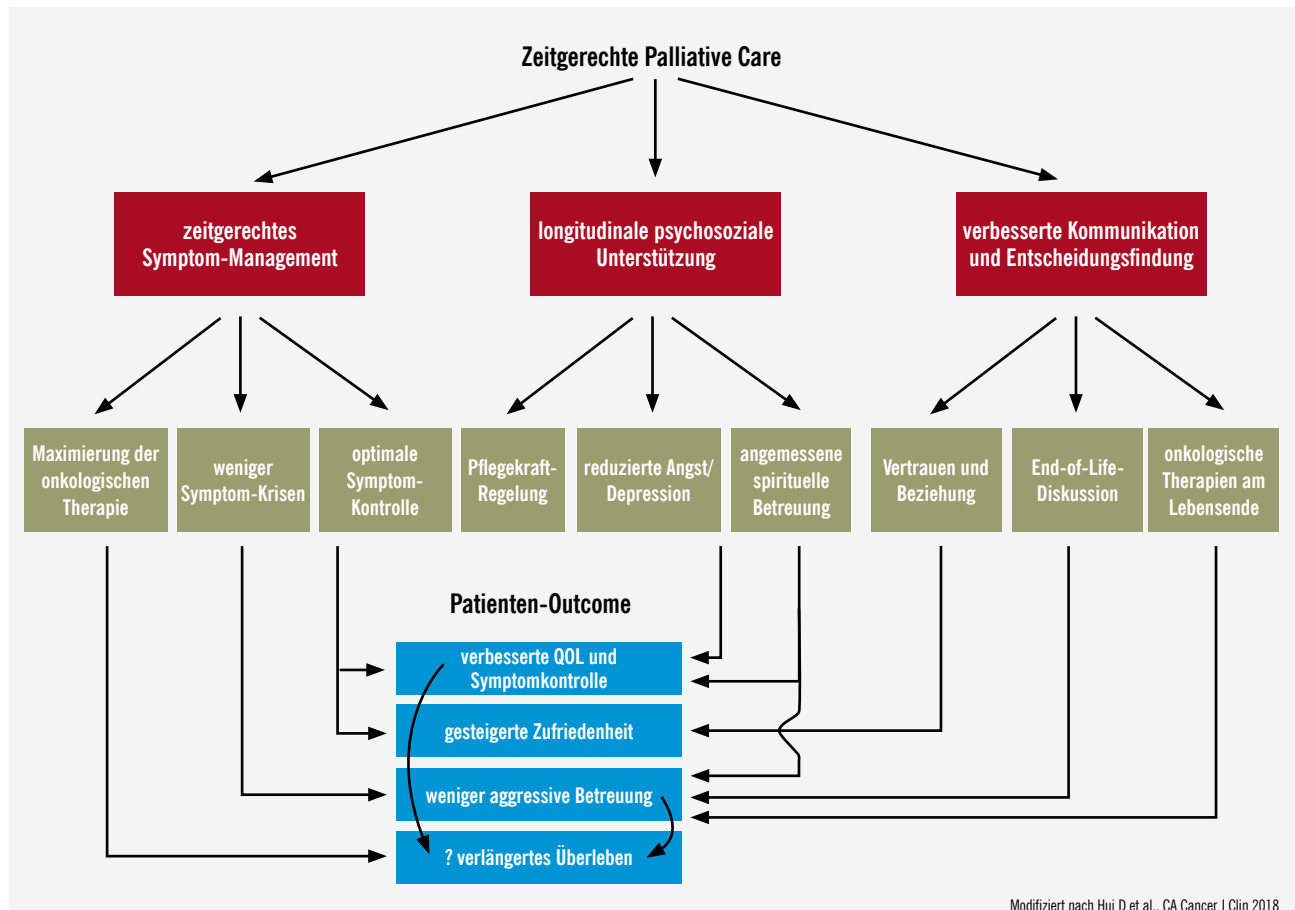 Zeitgerechte Palliative Care
zeitgerechtes
Symptom-Management
longitudinale psychosoziale
Unterstützung
verbesserte Kommunikation
und Entscheidungsfindung
Maximierung der
onkologischen
Therapie
weniger
Symptom-Krisen
optimale
Symptom-
Kontrolle
Pflegekraft-
Regelung
reduzierte Angst/
Depression
angemessene
spirituelle
Betreuung
Vertrauen und
Beziehung
End-of-Life-
Diskussion
onkologische
Therapien am
Lebensende
Patienten-Outcome
verbesserte QOL und
Symptomkontrolle
gesteigerte Zufriedenheit
weniger aggressive Betreuung
? verlängertes Überleben
Modifiziert nach Hui D et al., CA Cancer J Clin 2018